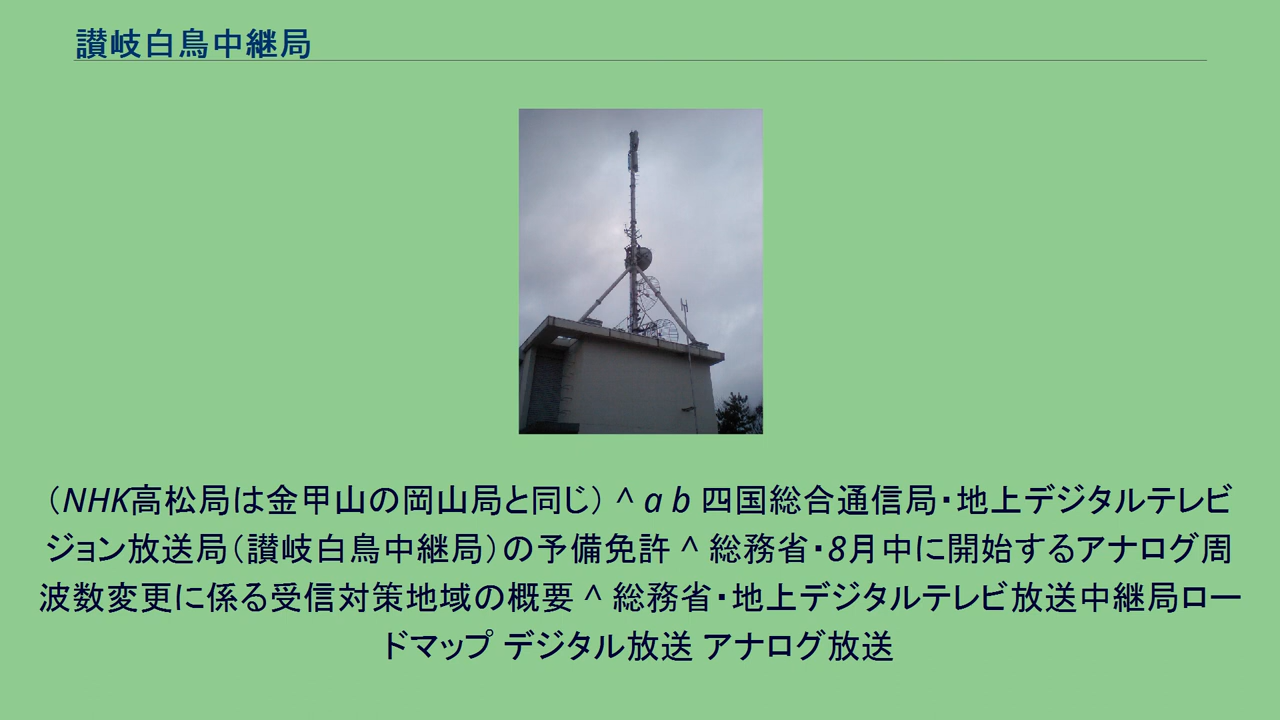 讃岐白鳥中継局
（NHK高松局は金甲山の岡山局と同じ） ^ a b 四国総合通信局・地上デジタルテレビ
ジョン放送局（讃岐白鳥中継局）の予備免許 ^ 総務省・8月中に開始するアナログ周
波数変更に係る受信対策地域の概要 ^ 総務省・地上デジタルテレビ放送中継局ロー
ドマップ デジタル放送 アナログ放送